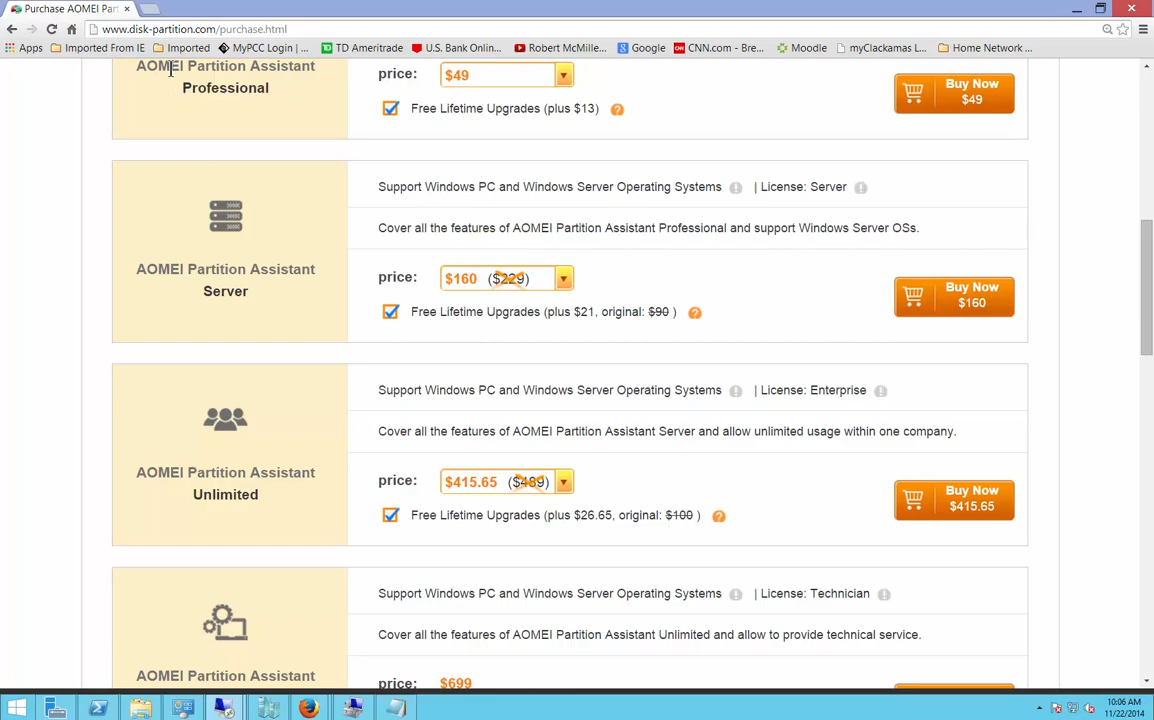 Purchase AOMEI Part
www.disk-partition.com/purchase.html
Apps Imported From IE Imported MyPCC Login |... TD Ameritrade U.S. Bank Onlin... Robert McMille... Google CNN.com - Bre... Moodle myClackamas L... Home Network ...
AOMEI Partition Assistant
Professional
price: $49
Free Lifetime Upgrades (plus $13) ?
Buy Now
$49
Support Windows PC and Windows Server Operating Systems ! | License: Server !
Cover all the features of AOMEI Partition Assistant Professional and support Windows Server OSs.
AOMEI Partition Assistant
Server
price: $160 ($229)
Free Lifetime Upgrades (plus $21, original: $90 ) ?
Buy Now
$160
Support Windows PC and Windows Server Operating Systems ! | License: Enterprise !
Cover all the features of AOMEI Partition Assistant Server and allow unlimited usage within one company.
AOMEI Partition Assistant
Unlimited
price: $415.65 ($489)
Free Lifetime Upgrades (plus $26.65, original: $100 ) ?
Buy Now
$415.65
Support Windows PC and Windows Server Operating Systems ! | License: Technician !
Cover all the features of AOMEI Partition Assistant Unlimited and allow to provide technical service.
AOMEI Partition Assistant
price: $699
10:06 AM
11/22/2014